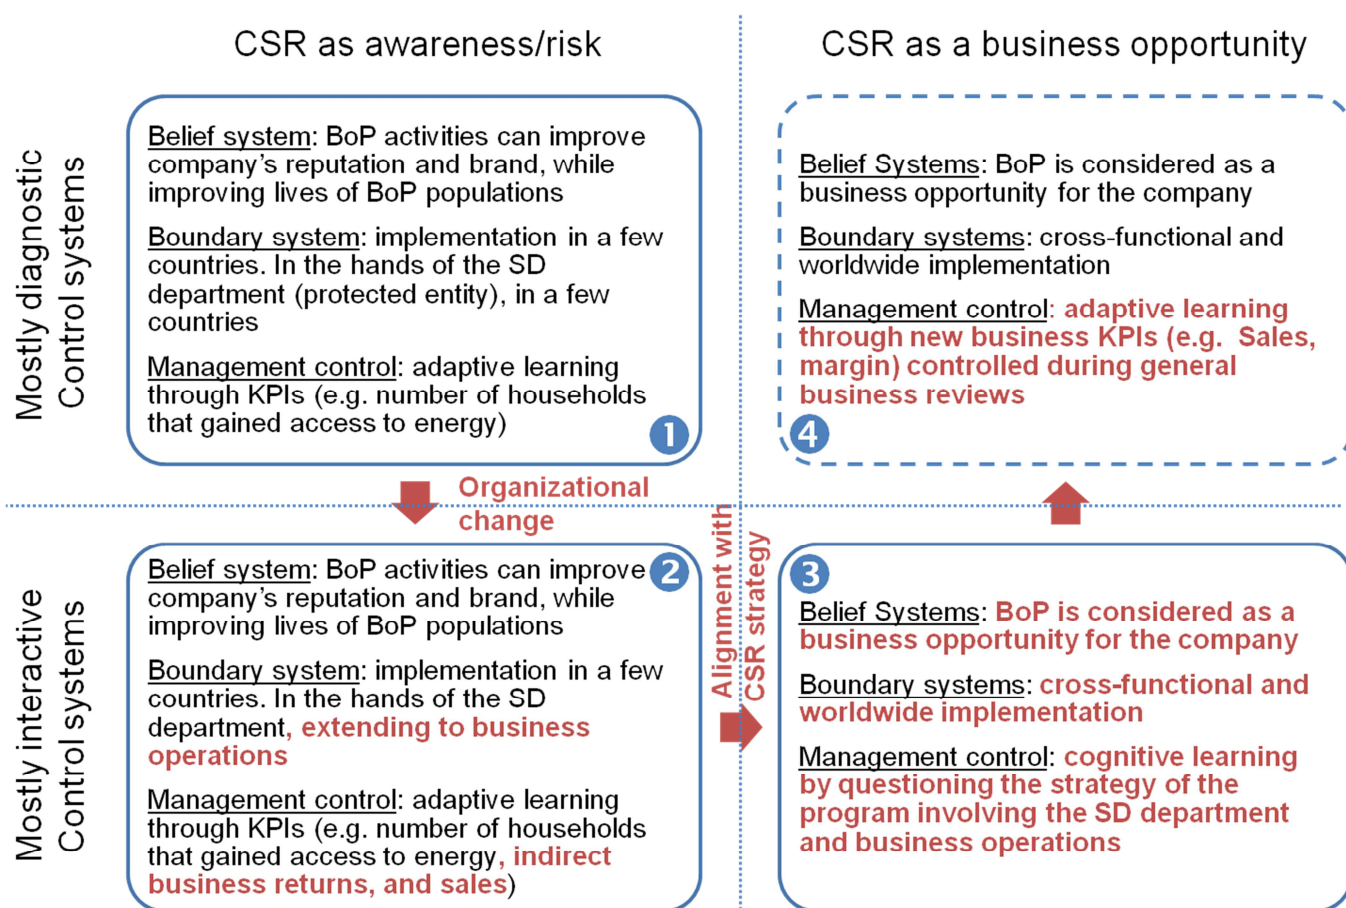 CSR as awareness/risk
CSR as a business opportunity
Mostly diagnostic
Control systems
Belief system: BoP activities can improve
company's reputation and brand, while
improving lives of BoP populations
Boundary system: implementation in a few
countries. In the hands of the SD
department (protected entity), in a few
countries
Management control: adaptive learning
through KPIs (e.g. number of households
that gained access to energy)
1
Belief Systems: BoP is considered as a
business opportunity for the company
Boundary systems: cross-functional and
worldwide implementation
Management control: adaptive learning
through new business KPIs (e.g. Sales,
margin) controlled during general
business reviews
4
Organizational
change
Mostly interactive
Control systems
Belief system: BoP activities can improve
company's reputation and brand, while
improving lives of BoP populations
2
Boundary system: implementation in a few
countries. In the hands of the SD
department, extending to business
operations
Management control: adaptive learning
through KPIs (e.g. number of households
that gained access to energy, indirect
business returns, and sales)
Alignment with
CSR strategy
3
Belief Systems: BoP is considered as a
business opportunity for the company
Boundary systems: cross-functional and
worldwide implementation
Management control: cognitive learning
by questioning the strategy of the
program involving the SD department
and business operations